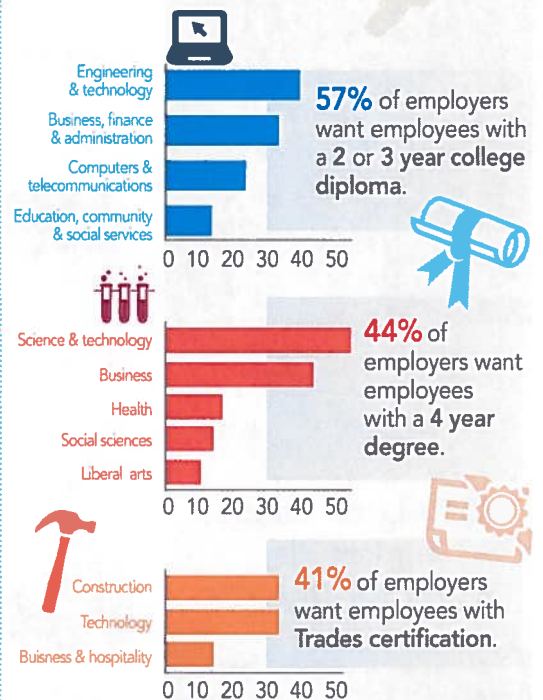 Engineering
& technology
Business, finance
& administration
Computers &
telecommunications
Education, community
& social services
0 10 20 30 40 50
57% of employers
want employees with
a 2 or 3 year college
diploma.
Science & technology
Business
Health
Social sciences
Liberal arts
0 10 20 30 40 50
44% of
employers want
employees
with a 4 year
degree.
Construction
Technology
Buisness & hospitality
0 10 20 30 40 50
41% of employers
want employees with
Trades certification.